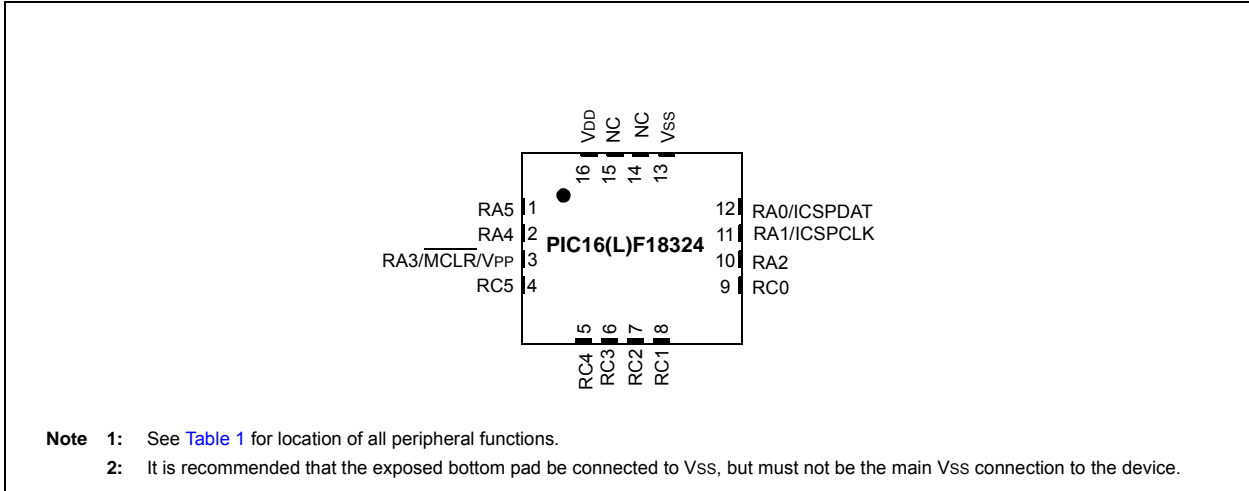 VDD
NC
NC
VSS
16
15
14
13
RA5 1
RA4 2
RA3/MCLR/VPP 3
RC5 4
PIC16(L)F18324
12 RA0/ICSPDAT
11 RA1/ICSPCLK
10 RA2
9 RC0
5
6
7
8
RC4
RC3
RC2
RC1
Note 1: See Table 1 for location of all peripheral functions.
2: It is recommended that the exposed bottom pad be connected to VSS, but must not be the main VSS connection to the device.